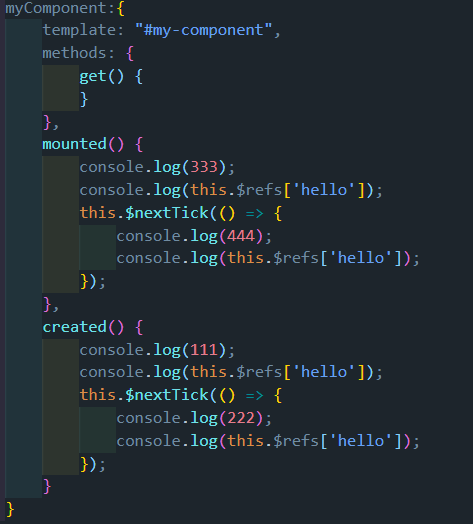 myComponent:{
    template: "#my-component",
    methods: {
        get() {
        }
    },
    mounted() {
        console.log(333);
        console.log(this.$refs['hello']);
        this.$nextTick(() => {
            console.log(444);
            console.log(this.$refs['hello']);
        });
    },
    created() {
        console.log(111);
        console.log(this.$refs['hello']);
        this.$nextTick(() => {
            console.log(222);
            console.log(this.$refs['hello']);
        });
    }
}